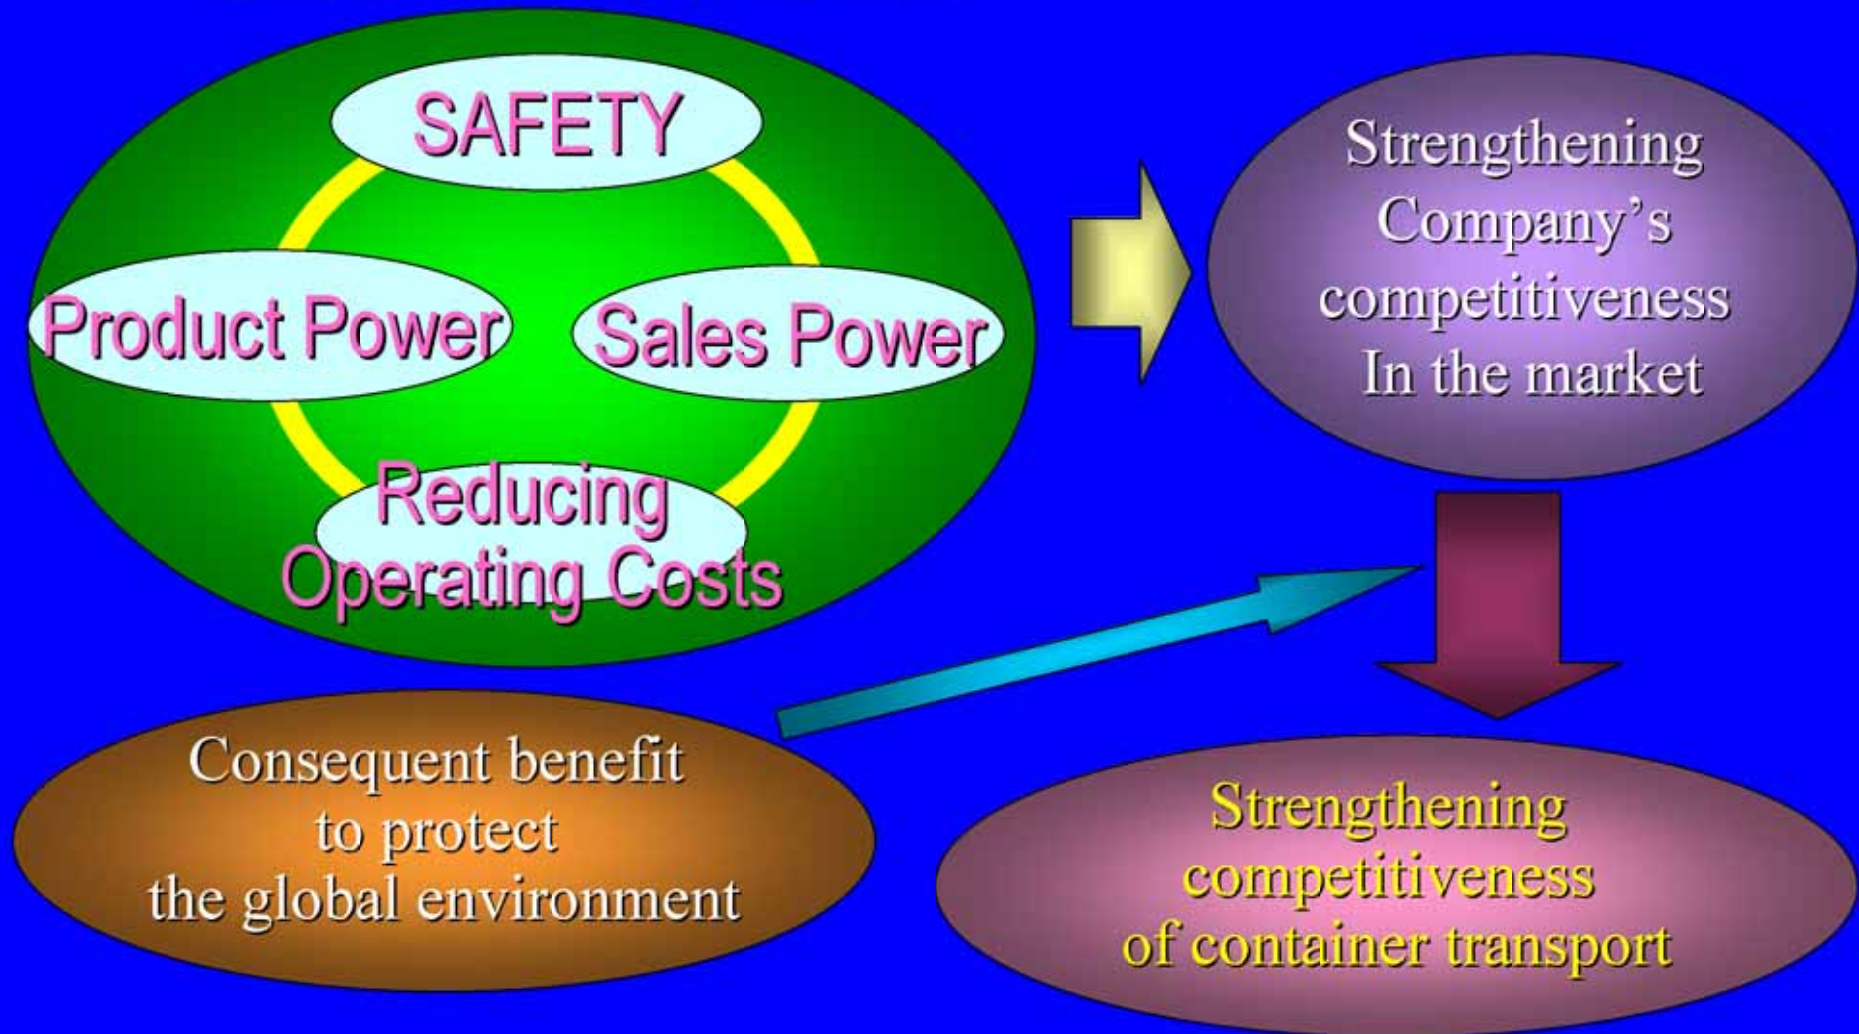 SAFETY
Product Power
Sales Power
Reducing
Operating Costs
Strengthening
Company’s
competitiveness
In the market
Consequent benefit
to protect
the global environment
Strengthening
competitiveness
of container transport